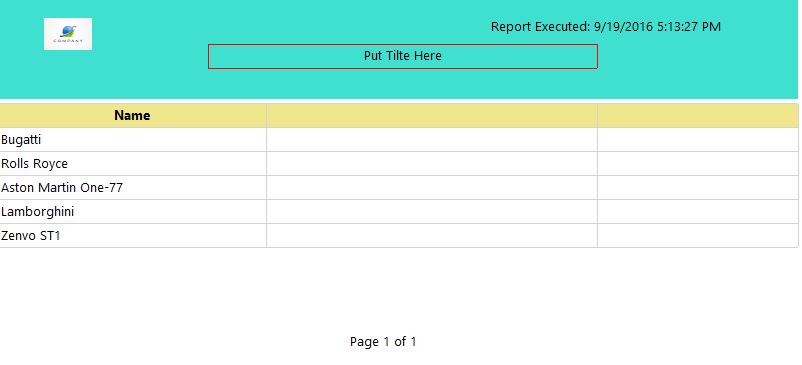 COMPANY
Report Executed: 9/19/2016 5:13:27 PM
Put Tilte Here
Name
Bugatti
Rolls Royce
Aston Martin One-77
Lamborghini
Zenvo ST1
Page 1 of 1